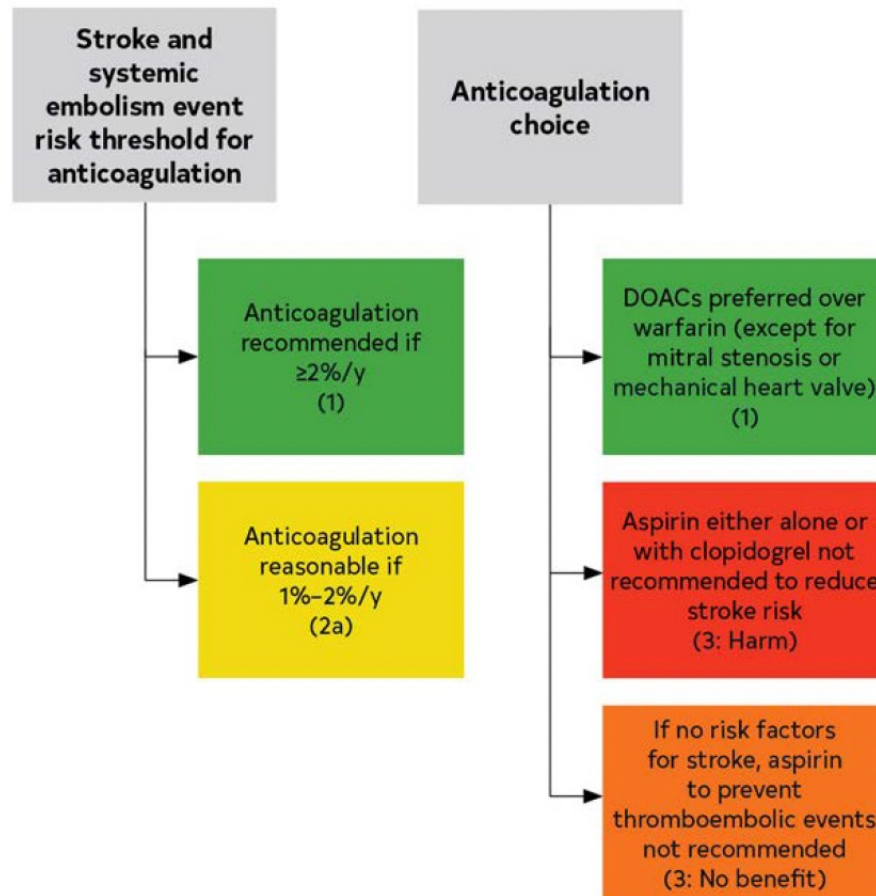 Stroke and
systemic
embolism event
risk threshold for
anticoagulation
Anticoagulation
recommended if
≥2%/y
(1)
Anticoagulation
reasonable if
1%–2%/y
(2a)
Anticoagulation
choice
DOACs preferred over
warfarin (except for
mitral stenosis or
mechanical heart valve)
(1)
Aspirin either alone or
with clopidogrel not
recommended to reduce
stroke risk
(3: Harm)
If no risk factors
for stroke, aspirin
to prevent
thromboembolic events
not recommended
(3: No benefit)